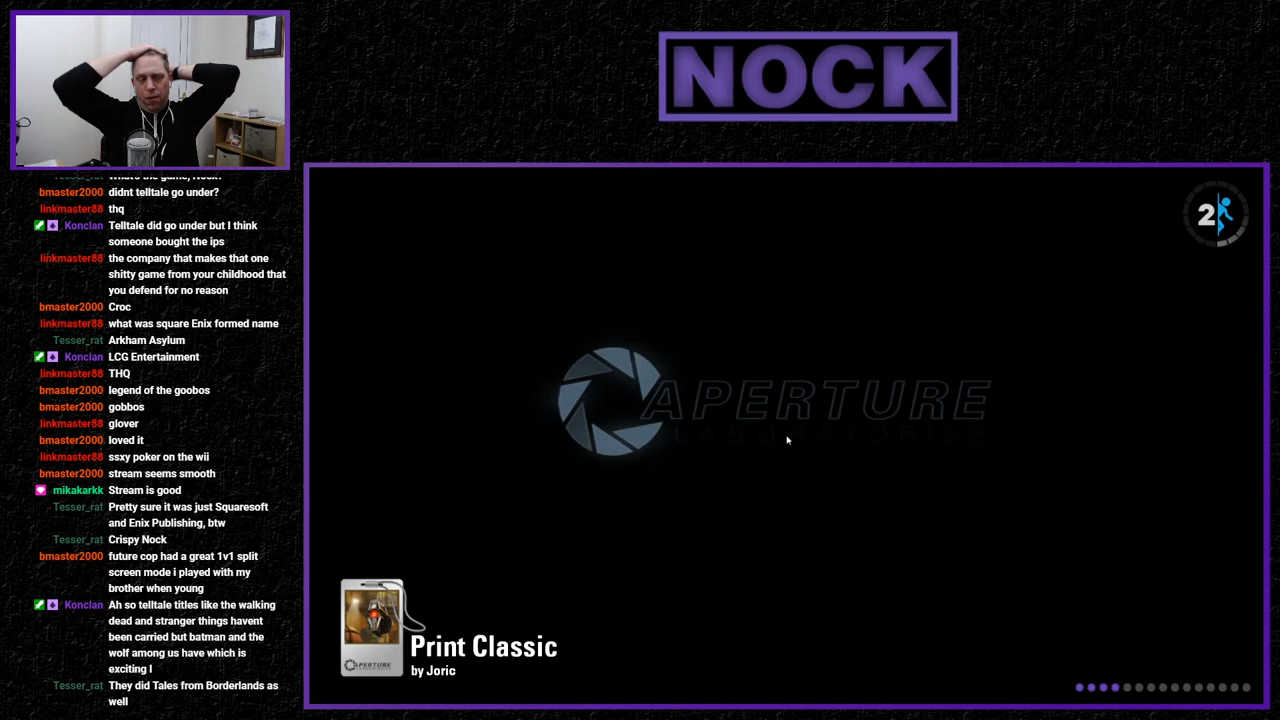 NOCK
Tesser_rat What's the game, Nock?
bmaster2000 didnt telltale go under?
linkmaster88 thq
Konclan Telltale did go under but I think
someone bought the ips
linkmaster88 the company that makes that one
shitty game from your childhood that
you defend for no reason
bmaster2000 Croc
linkmaster88 what was square Enix formed name
Tesser_rat Arkham Asylum
Konclan LCG Entertainment
linkmaster88 THQ
bmaster2000 legend of the goobos
bmaster2000 gobbos
linkmaster88 glover
bmaster2000 loved it
linkmaster88 ssxy poker on the wii
bmaster2000 stream seems smooth
mikakarkk Stream is good
Tesser_rat Pretty sure it was just Squaresoft
and Enix Publishing, btw
Tesser_rat Crispy Nock
bmaster2000 future cop had a great 1v1 split
screen mode i played with my
brother when young
Konclan Ah so telltale titles like the walking
dead and stranger things havent
been carried but batman and the
wolf among us have which is
exciting I
Tesser_rat They did Tales from Borderlands as
well
2
APERTURE
LABORATORIES
APERTURE
Print Classic
by Joric